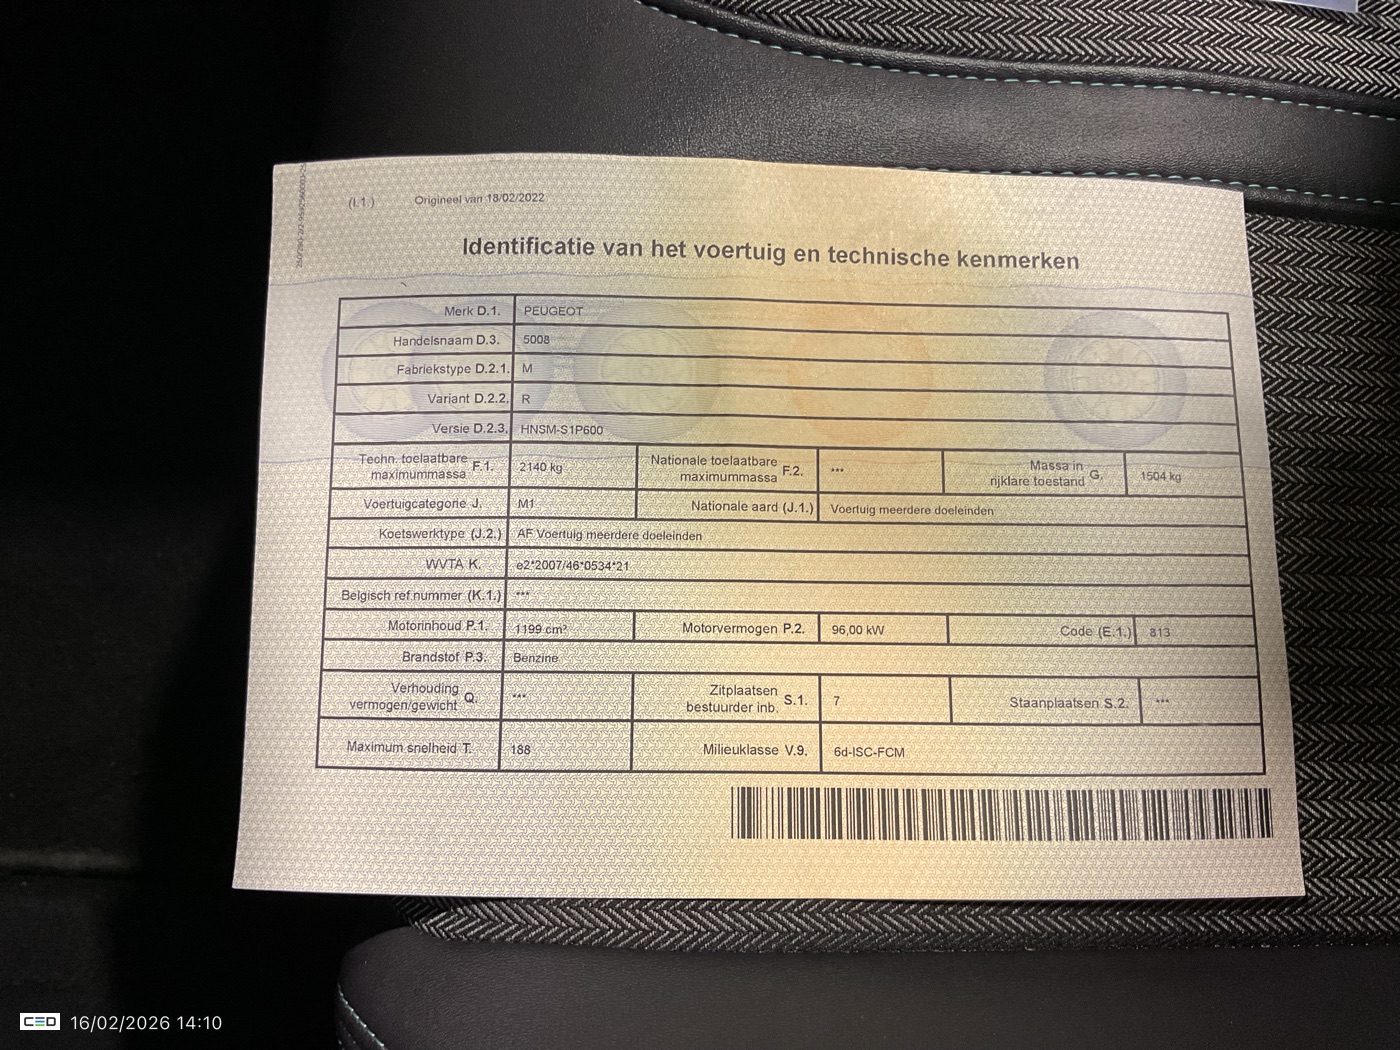 (I.1.) Origineel van 18/02/2022
Identificatie van het voertuig en technische kenmerken
Merk D.1. PEUGEOT
Handelsnaam D.3. 5008
Fabriekstype D.2.1. M
Variant D.2.2. R
Versie D.2.3. HNSM-S1P600
Techn. toelaatbare maximummassa F.1. 2140 kg Nationale toelaatbare maximummassa F.2. *** Massa in rijklare toestand G. 1504 kg
Voertuigcategorie J. M1 Nationale aard (J.1.) Voertuig meerdere doeleinden
Koetswerktype (J.2.) AF Voertuig meerdere doeleinden
WVTA K. e2*2007/46*0534*21
Belgisch ref.nummer (K.1.) ***
Motorinhoud P.1. 1199 cm³ Motorvermogen P.2. 96,00 kW Code (E.1.) 813
Brandstof P.3. Benzine
Verhouding vermogen/gewicht Q. *** Zitplaatsen bestuurder inb. S.1. 7 Staanplaatsen S.2. ***
Maximum snelheid T. 188 Milieuklasse V.9. 6d-ISC-FCM
CED 16/02/2026 14:10